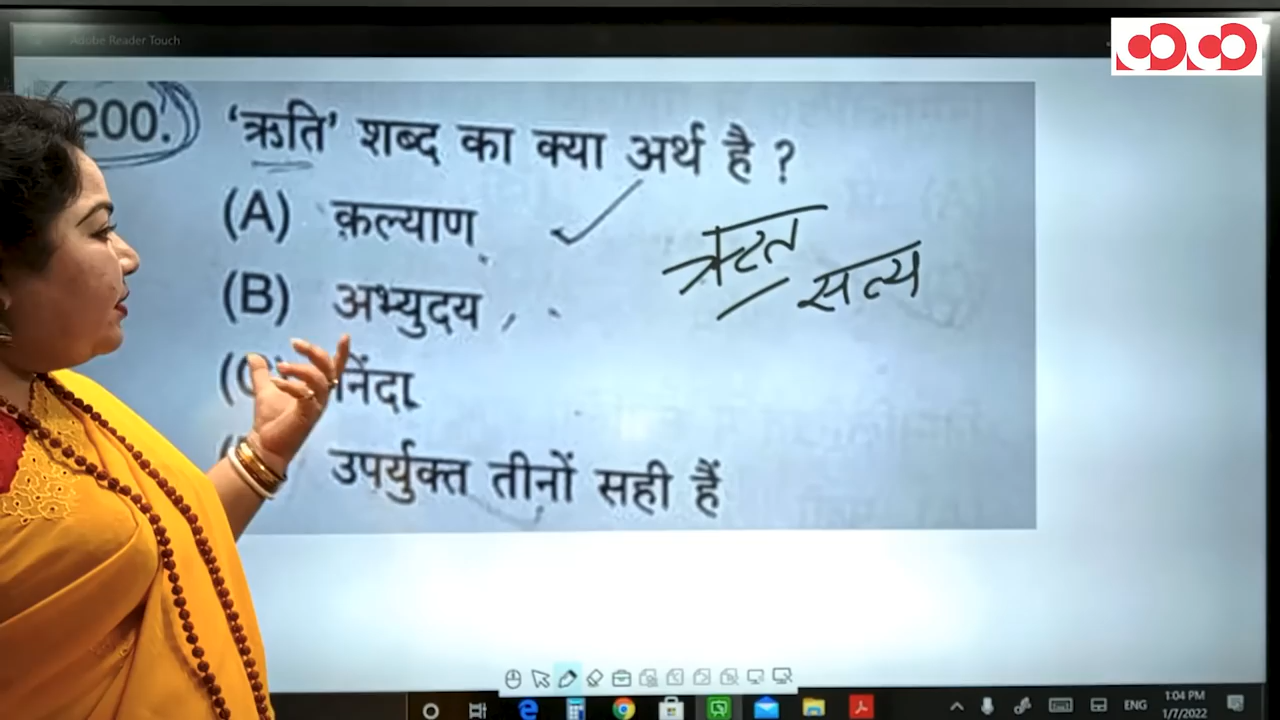 Adobe Reader Touch
200. 'ऋति' शब्द का क्या अर्थ है ?
(A) कल्याण
(B) अभ्युदय
(C) निंदा
उपर्युक्त तीनों सही हैं
ऋत
सत्य
ENG
1:04 PM
1/7/2022